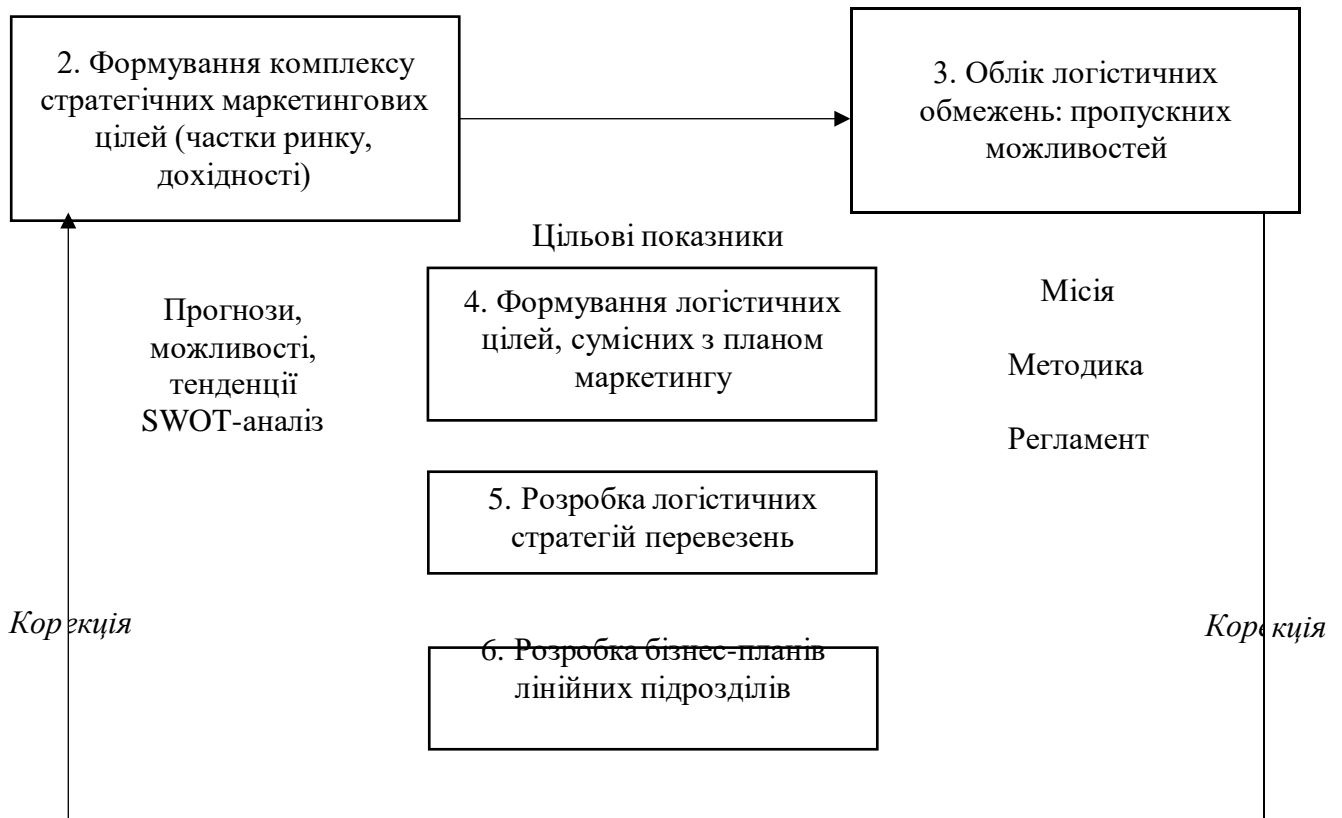 2. Формування комплексу
стратегічних маркетингових
цілей (частки ринку,
дохідності)
3. Облік логістичних
обмежень: пропускних
можливостей
Цільові показники
Прогнози,
можливості,
тенденції
SWOT-аналіз
4. Формування логістичних
цілей, сумісних з планом
маркетингу
Місія
Методика
Регламент
5. Розробка логістичних
стратегій перевезень
Корекція
Корекція
6. Розробка бізнес-планів
лінійних підрозділів